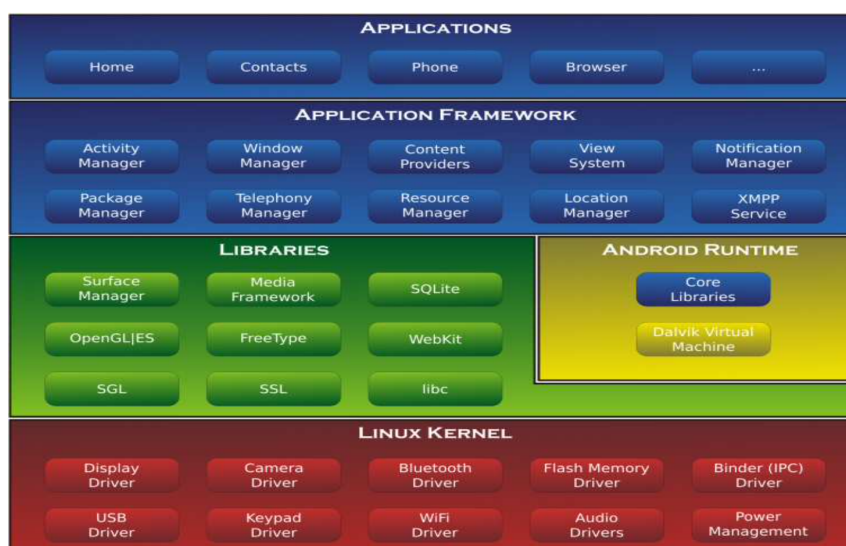 APPLICATIONS
Home
Contacts
Phone
Browser
...
APPLICATION FRAMEWORK
Activity
Manager
Window
Manager
Content
Providers
View
System
Notification
Manager
Package
Manager
Telephony
Manager
Resource
Manager
Location
Manager
XMPP
Service
LIBRARIES
Surface
Manager
Media
Framework
SQLite
OpenGL|ES
FreeType
WebKit
SGL
SSL
libc
ANDROID RUNTIME
Core
Libraries
Dalvik Virtual
Machine
LINUX KERNEL
Display
Driver
Camera
Driver
Bluetooth
Driver
Flash Memory
Driver
Binder (IPC)
Driver
USB
Driver
Keypad
Driver
WiFi
Driver
Audio
Drivers
Power
Management